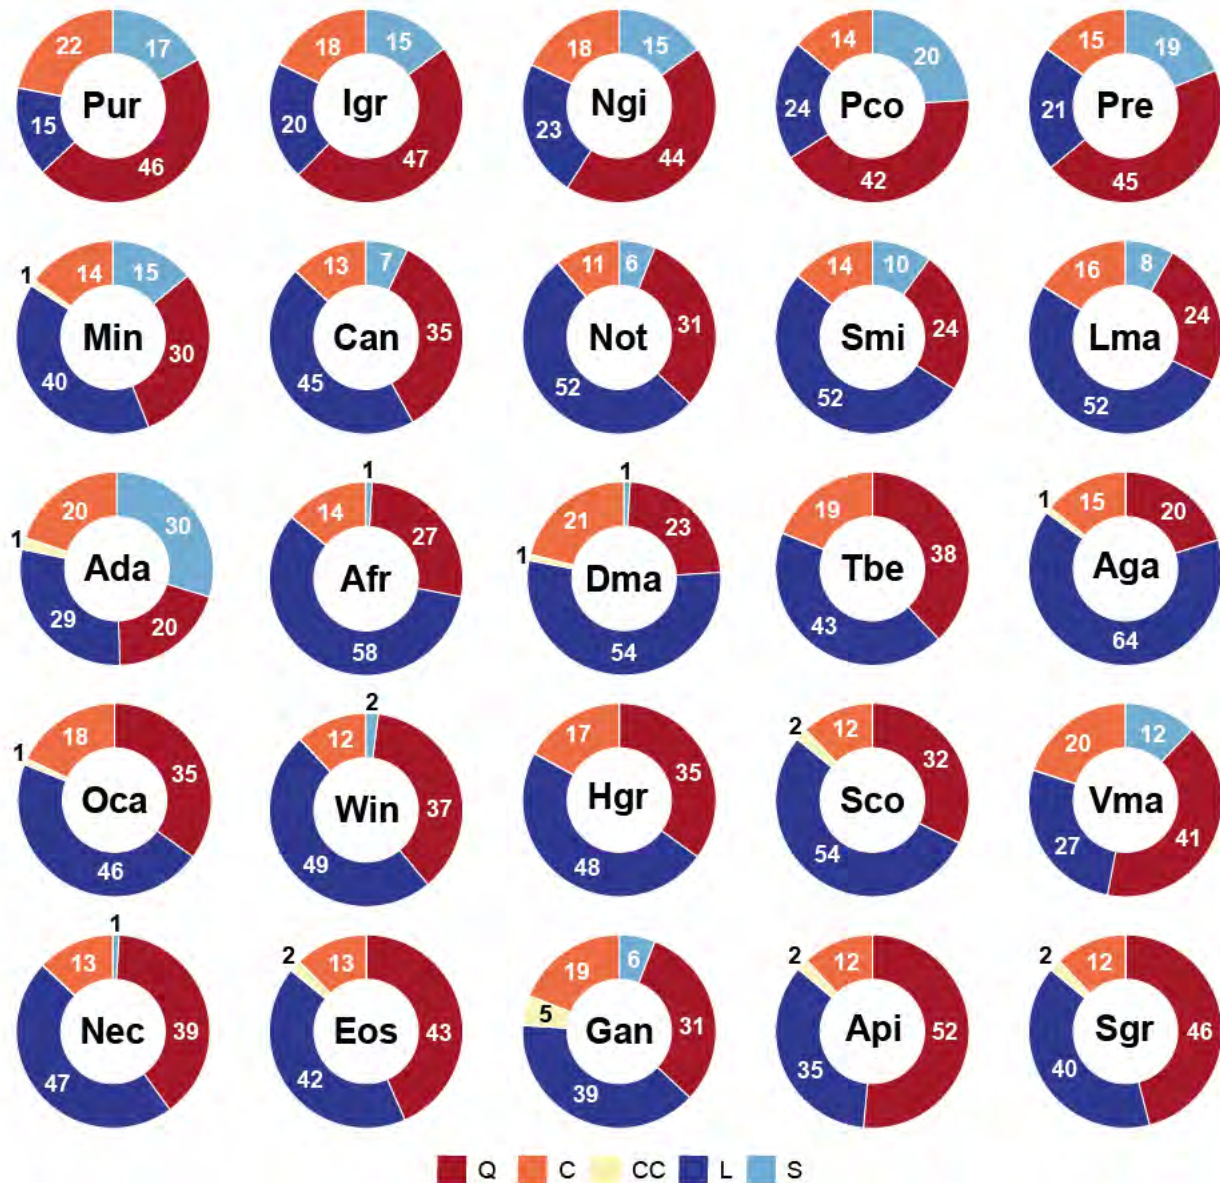 22 17 18 15 18 15 14 20 15 19
Pur Igr Ngi Pco Pre
15 46 20 47 23 44 24 42 21 45
1 14 15 13 7 11 6 14 10 16 8
Min Can Not Smi Lma
40 30 45 35 52 31 52 24 52 24
1 1 1
20 30 14 27 21 23 19 38 15 20
1 Ada Afr 1 Dma Tbe Aga
29 20 58 54 43 64
2
1 18 35 12 37 17 35 2 12 32 20 12
Oca Win Hgr Sco Vma
46 49 48 54 27 41
1
13 39 2 13 43 19 6 2 12 52 2 12 46
Nec Eos 5 Gan 31 Api Sgr
47 42 39 35 40
Q C CC L S